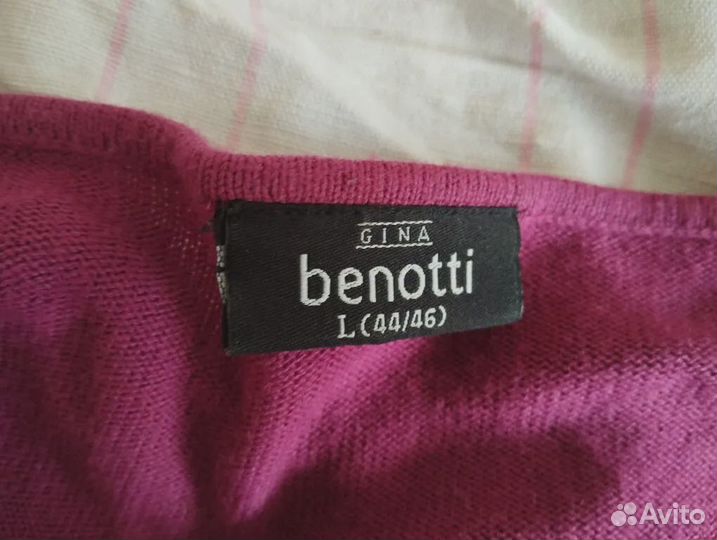 GINA
benotti
L (44/46)
Avito